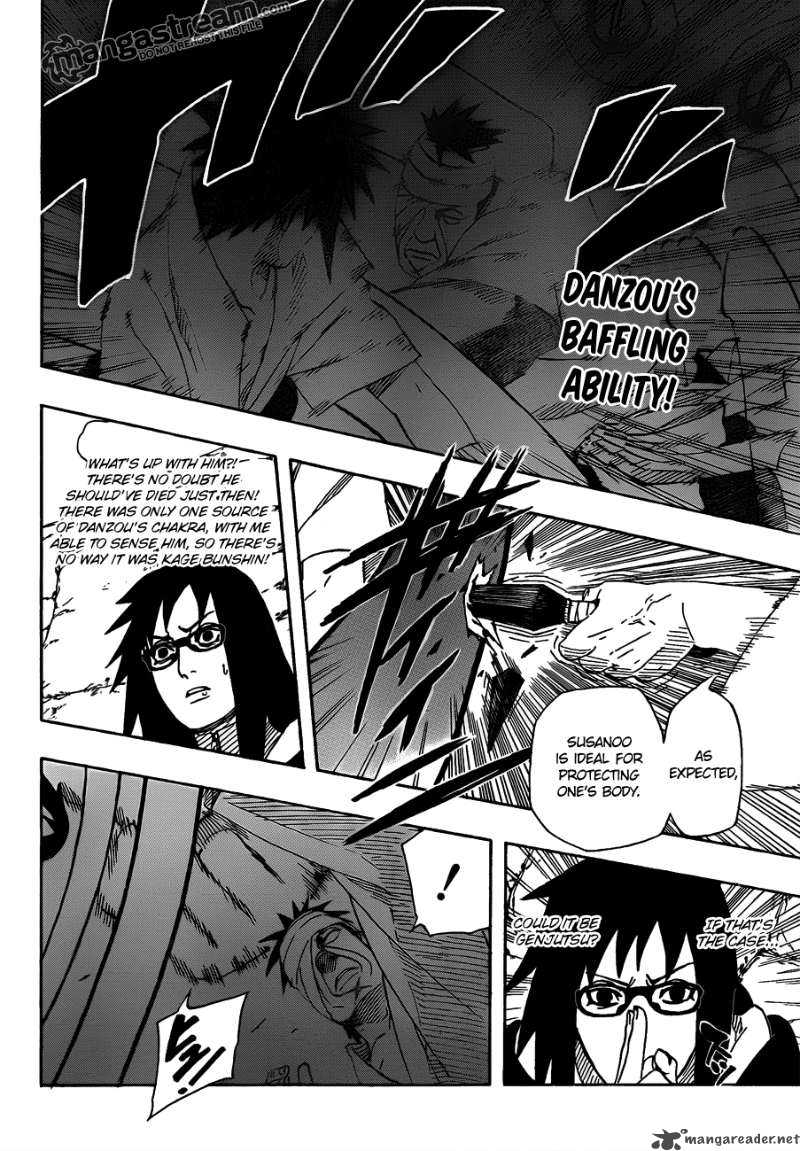 mangastream.com
DO NOT REHOST THIS FILE
DANZOU'S
BAFFLING
ABILITY!
AS
EXPECTED,
SUSANOO
IS IDEAL FOR
PROTECTING
ONE'S BODY.
WHAT'S UP WITH HIM?!
THERE'S NO DOUBT HE
SHOULD'VE DIED JUST THEN!
THERE WAS ONLY ONE SOURCE
OF DANZOU'S CHAKRA, WITH ME
ABLE TO SENSE HIM, SO THERE'S
NO WAY IT WAS KAGE BUNSHIN!
IF THAT'S
THE CASE...
COULD IT BE
GENJUTSU?
!
mangareader.net